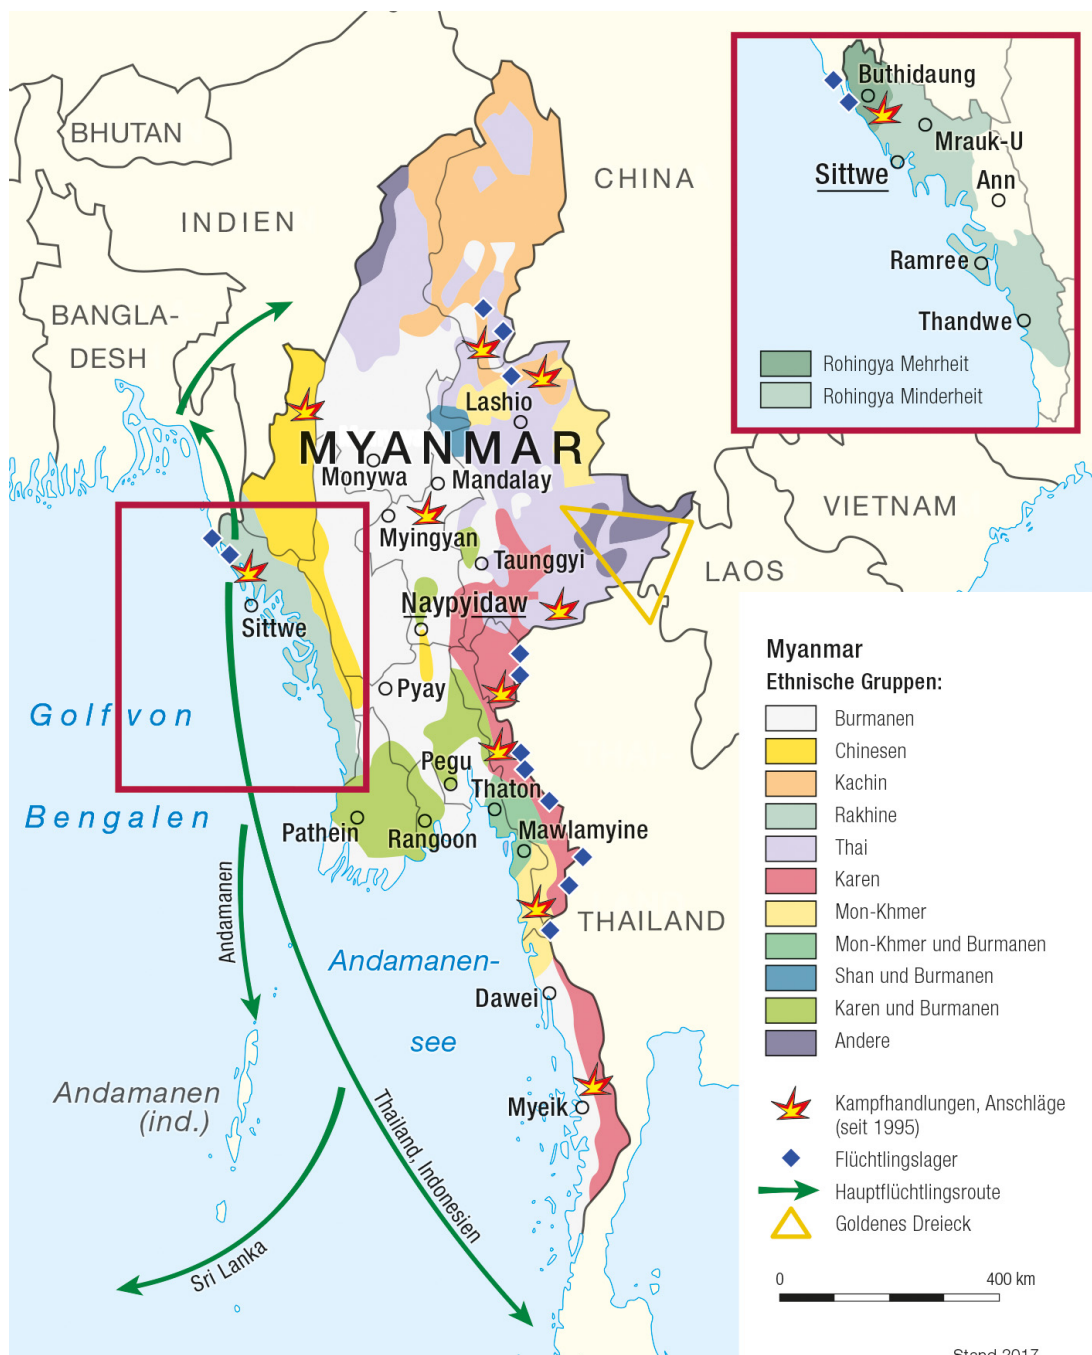 BHUTAN
CHINA
INDIEN
BANGLA-
DESH
MYANMAR
Lashio
Monywa
Mandalay
Myingyan
Taunggyi
Naypyidaw
Sittwe
Pyay
Pegu
Thaton
Pathein
Rangoon
Mawlamyine
Dawei
Myeik
LAOS
VIETNAM
THAILAND
Golf von
Bengalen
Andamanen-
see
Andamanen
Andamanen
(ind.)
Thailand, Indonesien
Sri Lanka
Buthidaung
Mrauk-U
Sittwe
Ann
Ramree
Thandwe
Rohingya Mehrheit
Rohingya Minderheit
Myanmar
Ethnische Gruppen:
Burmanen
Chinesen
Kachin
Rakhine
Thai
Karen
Mon-Khmer
Mon-Khmer und Burmanen
Shan und Burmanen
Karen und Burmanen
Andere
Kampfhandlungen, Anschläge
(seit 1995)
Flüchtlingslager
Hauptflüchtlingsroute
Goldenes Dreieck
0 400 km
Stand 2017